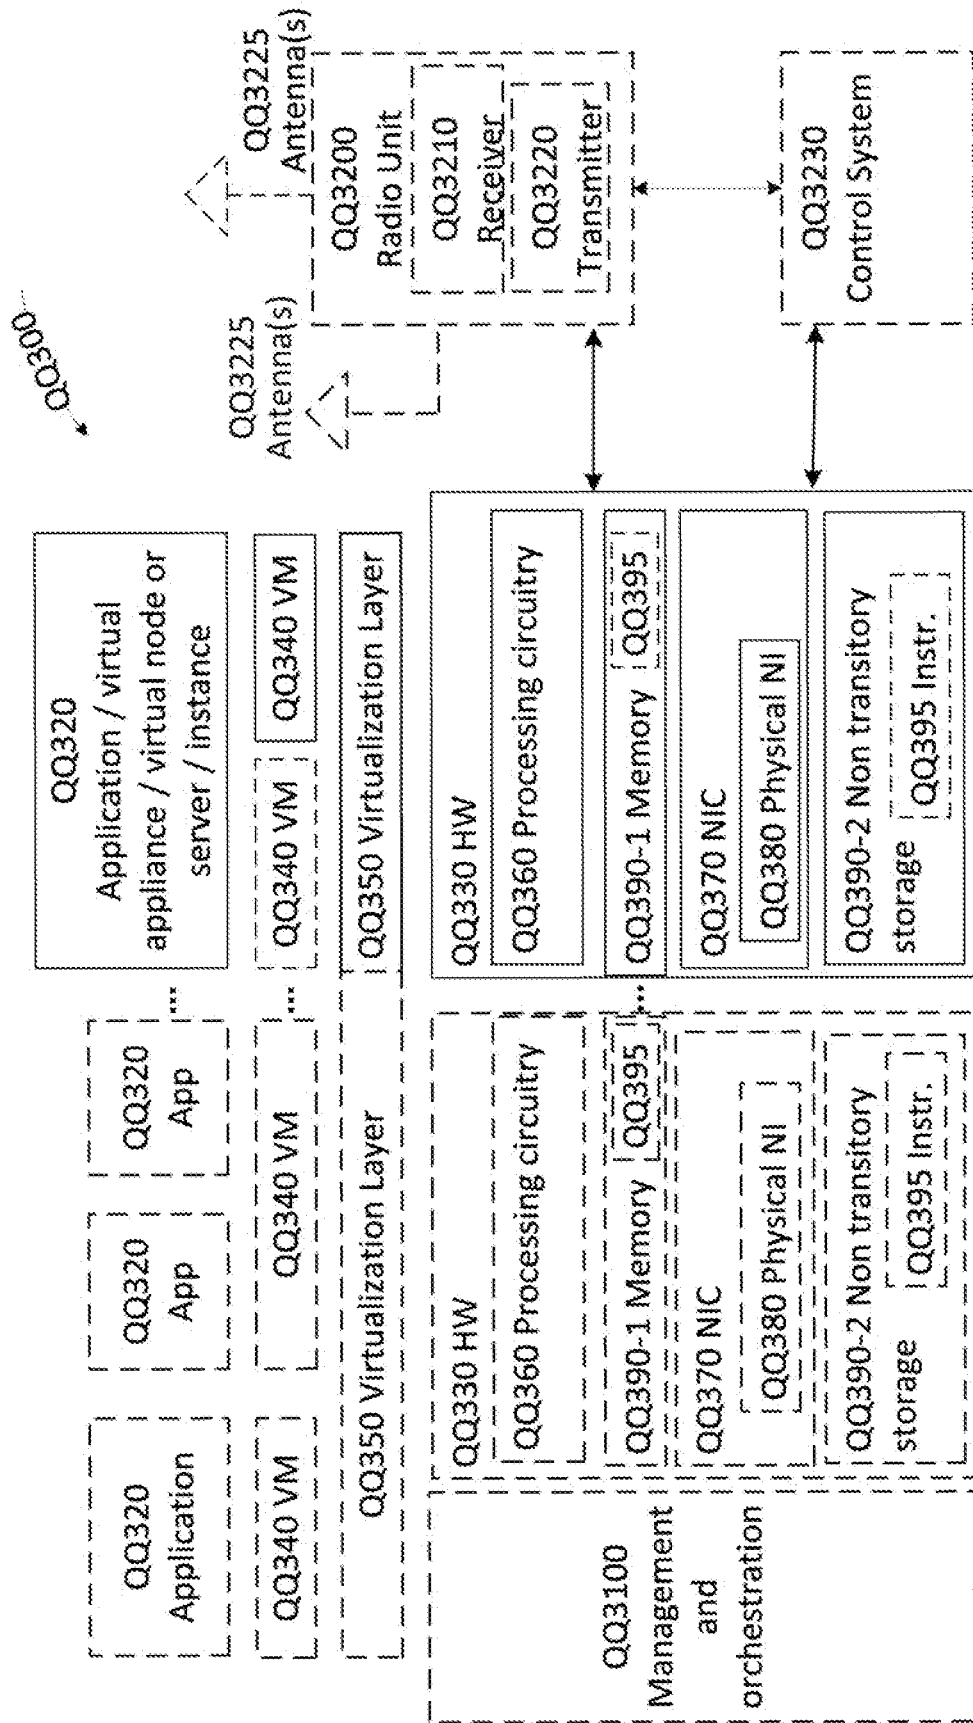 QQ300
QQ320
Application
QQ320
App
QQ320
App
...
QQ320
Application / virtual
appliance / virtual node or
server / instance
QQ340 VM
QQ340 VM
...
QQ340 VM
QQ340 VM
QQ350 Virtualization Layer
QQ350 Virtualization Layer
QQ3100
Management
and
orchestration
QQ330 HW
QQ360 Processing circuitry
QQ390-1 Memory
QQ395
QQ370 NIC
QQ380 Physical NI
QQ390-2 Non transitory
storage
QQ395 Instr.
...
QQ330 HW
QQ360 Processing circuitry
QQ390-1 Memory
QQ395
QQ370 NIC
QQ380 Physical NI
QQ390-2 Non transitory
storage
QQ395 Instr.
QQ3225
Antenna(s)
QQ3225
Antenna(s)
QQ3200
Radio Unit
QQ3210
Receiver
QQ3220
Transmitter
QQ3230
Control System